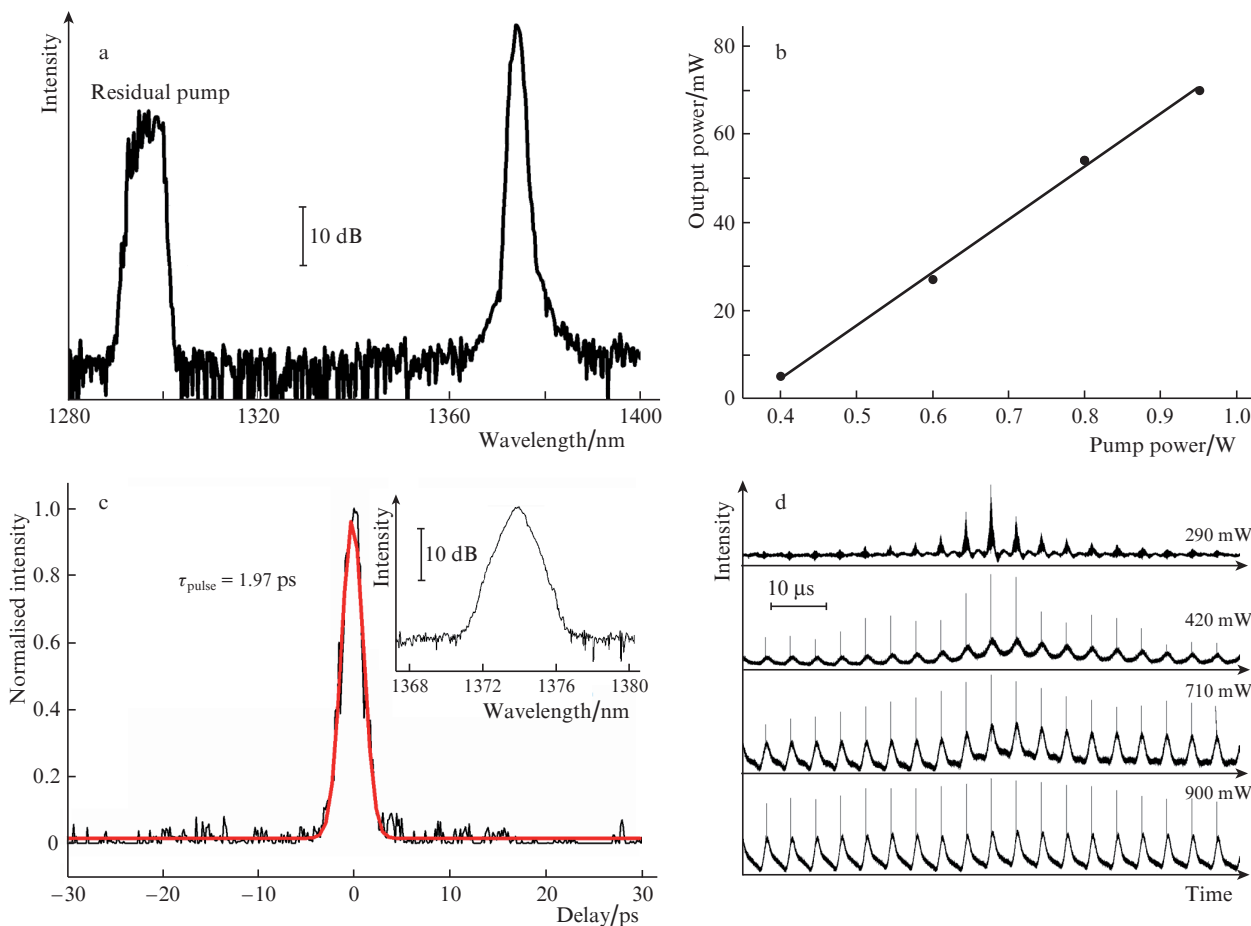 a
Intensity
Residual pump
10 dB
1280
1320
1360
1400
Wavelength/nm
b
Output power/mW
80
60
40
20
0
0.4
0.5
0.6
0.7
0.8
0.9
1.0
Pump power/W
c
Normalised intensity
1.0
0.8
0.6
0.4
0.2
0
τpulse = 1.97 ps
−30
−20
−10
0
10
20
30
Delay/ps
Intensity
10 dB
1368
1372
1376
1380
Wavelength/nm
d
Intensity
290 mW
10 μs
420 mW
710 mW
900 mW
Time